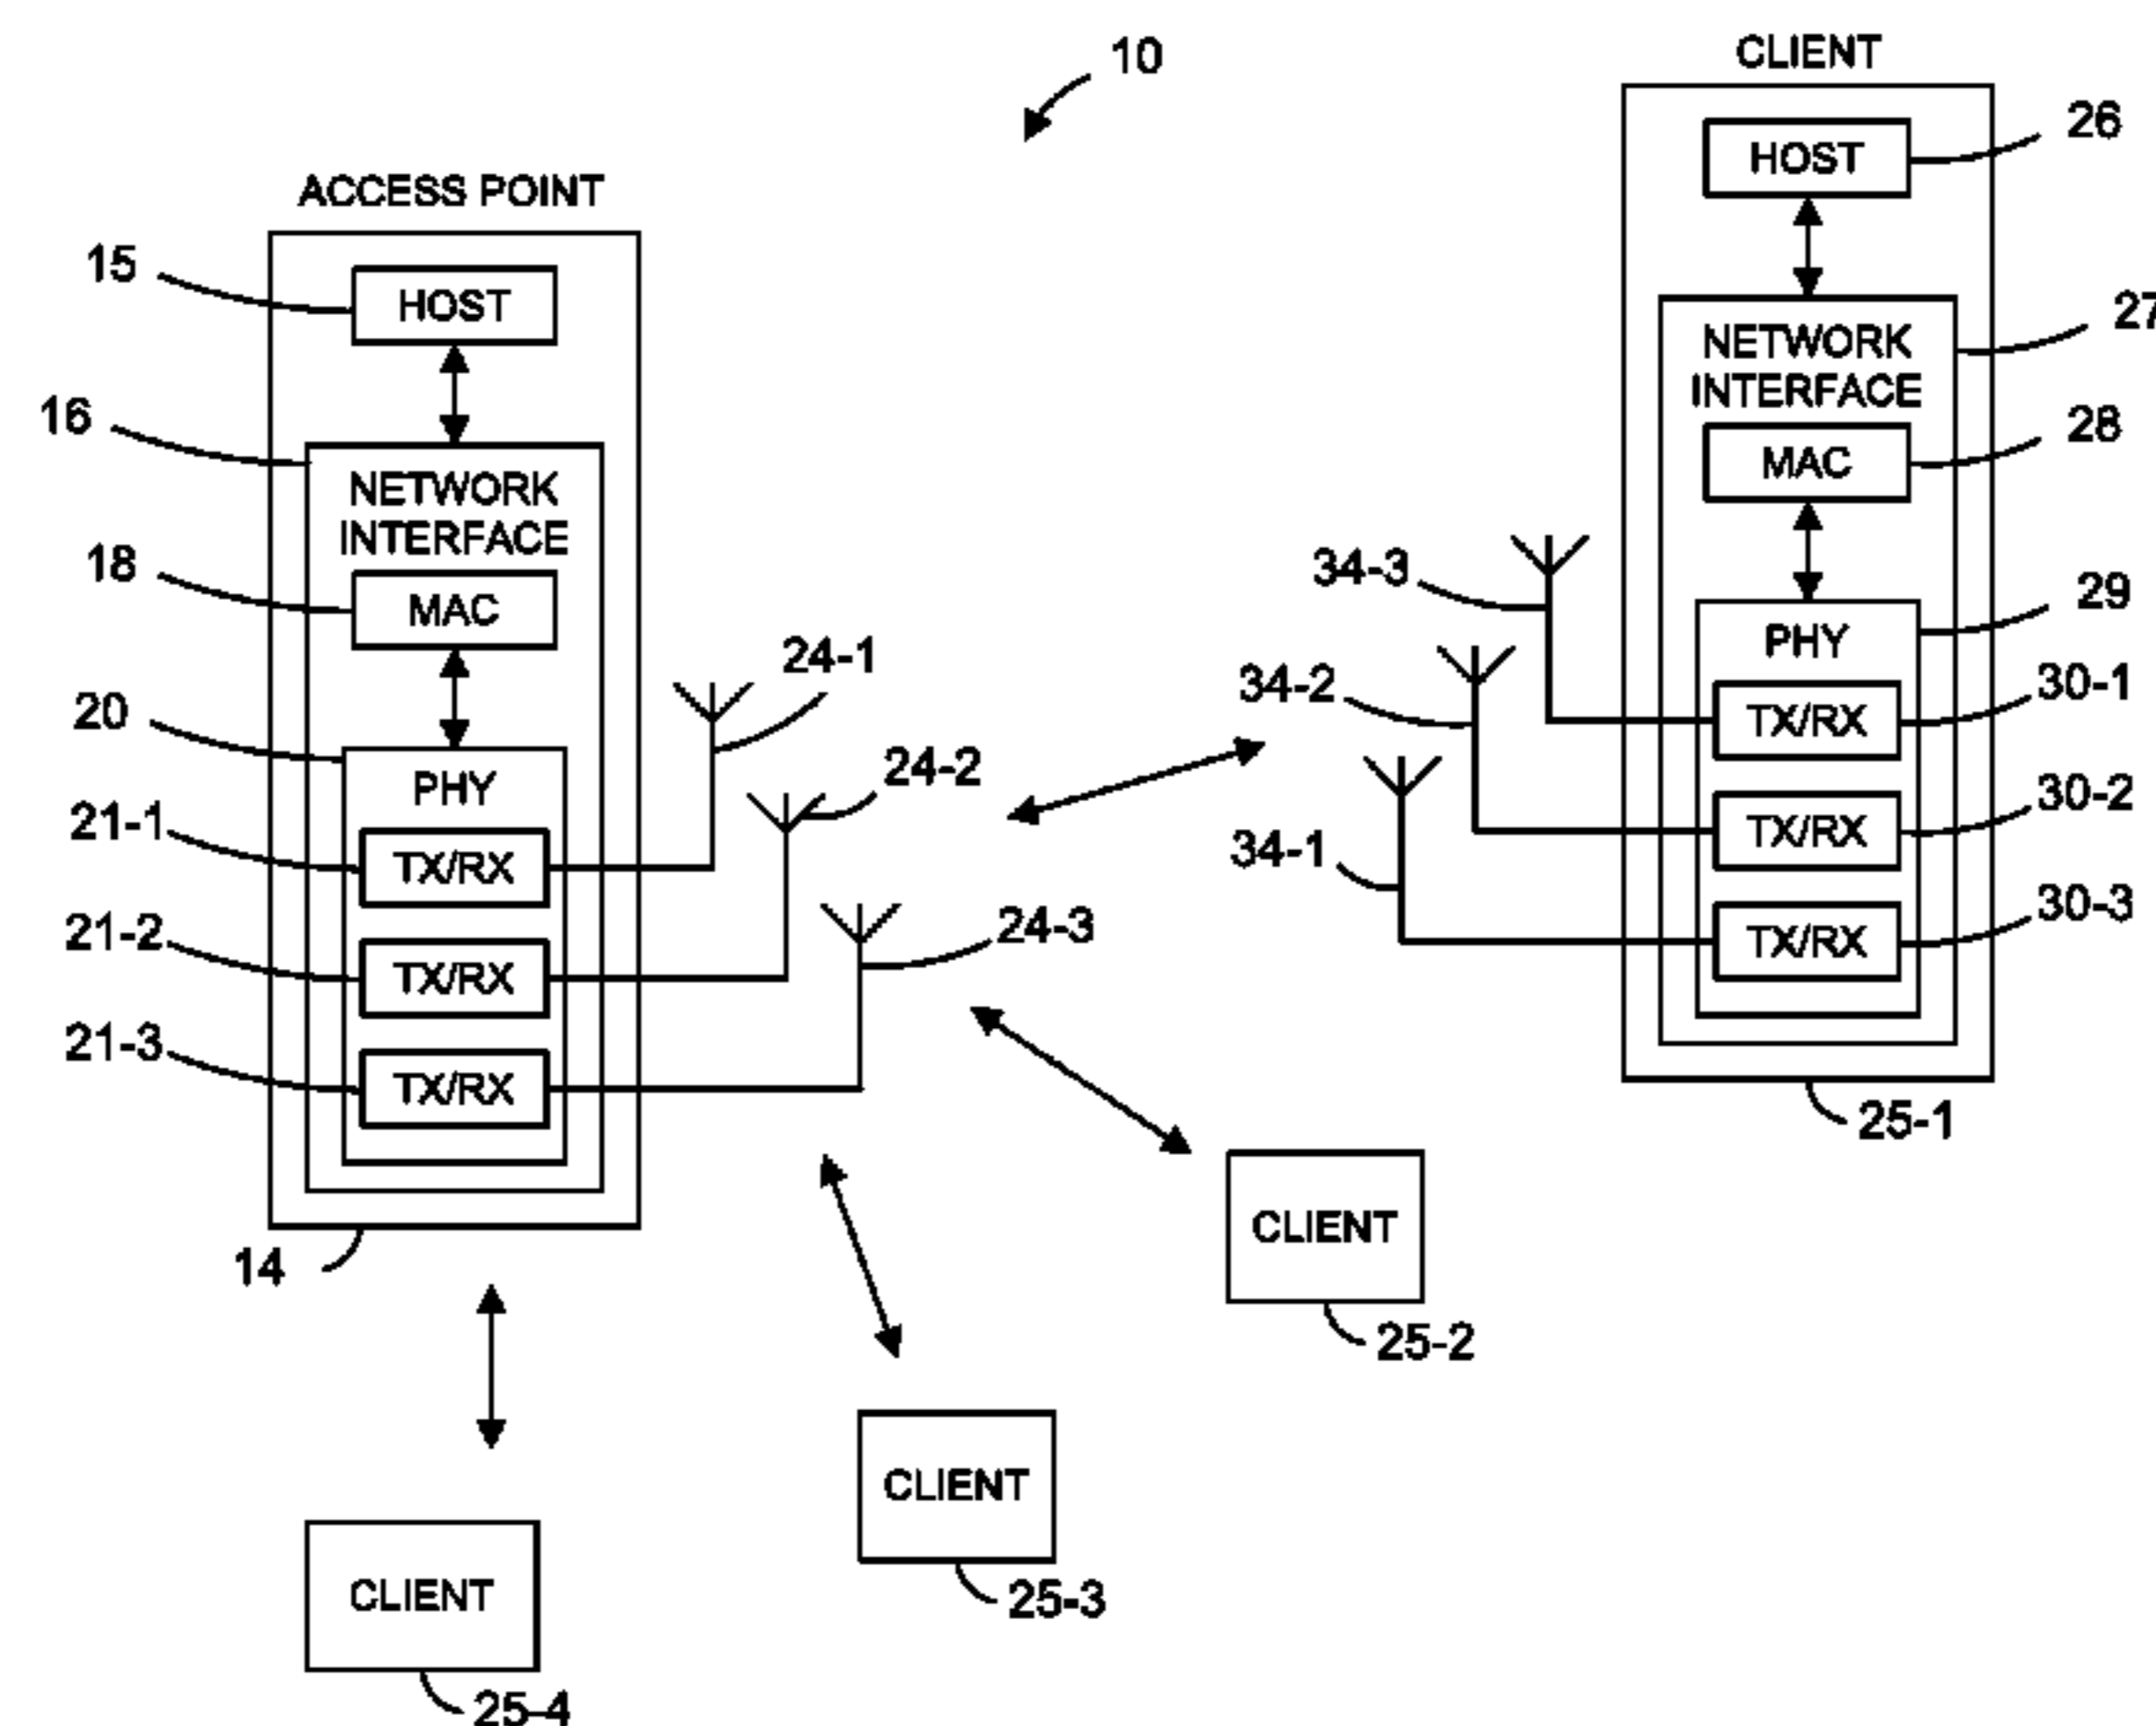 10
ACCESS POINT
15
HOST
16
NETWORK
INTERFACE
18
MAC
20
PHY
21-1
TX/RX
21-2
TX/RX
21-3
TX/RX
14
24-1
24-2
24-3
CLIENT
26
HOST
27
NETWORK
INTERFACE
28
MAC
29
PHY
34-3
30-1
TX/RX
34-2
30-2
TX/RX
34-1
30-3
TX/RX
25-1
CLIENT
25-2
CLIENT
25-3
CLIENT
25-4